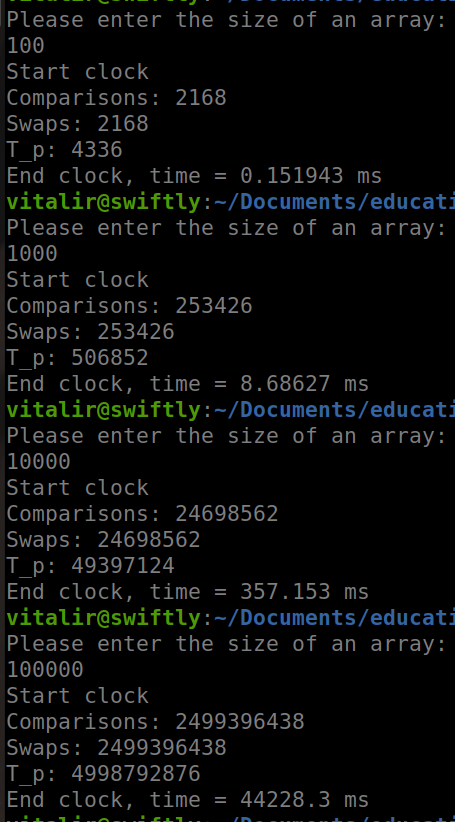 vitalir@swiftly:~/Documents/educati
Please enter the size of an array:
100
Start clock
Comparisons: 2168
Swaps: 2168
T_p: 4336
End clock, time = 0.151943 ms
vitalir@swiftly:~/Documents/educati
Please enter the size of an array:
1000
Start clock
Comparisons: 253426
Swaps: 253426
T_p: 506852
End clock, time = 8.68627 ms
vitalir@swiftly:~/Documents/educati
Please enter the size of an array:
10000
Start clock
Comparisons: 24698562
Swaps: 24698562
T_p: 49397124
End clock, time = 357.153 ms
vitalir@swiftly:~/Documents/educati
Please enter the size of an array:
100000
Start clock
Comparisons: 2499396438
Swaps: 2499396438
T_p: 4998792876
End clock, time = 44228.3 ms